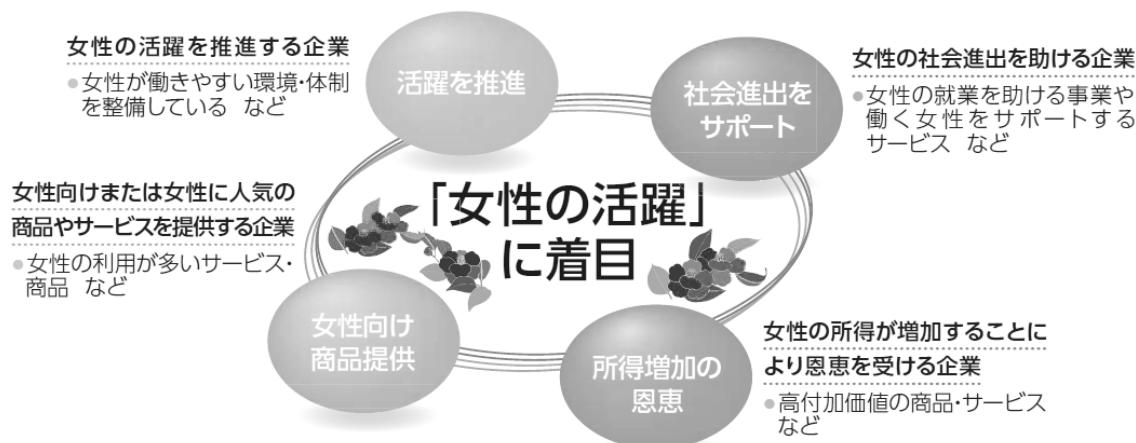 女性の活躍を推進する企業
●女性が働きやすい環境・体制
を整備している など
活躍を推進
社会進出を
サポート
女性の社会進出を助ける企業
●女性の就業を助ける事業や
働く女性をサポートする
サービス など
女性向けまたは女性に人気の
商品やサービスを提供する企業
●女性の利用が多いサービス・
商品 など
「女性の活躍」
に着目
女性向け
商品提供
所得増加の
恩恵
女性の所得が増加することに
より恩恵を受ける企業
●高付加価値の商品・サービス
など